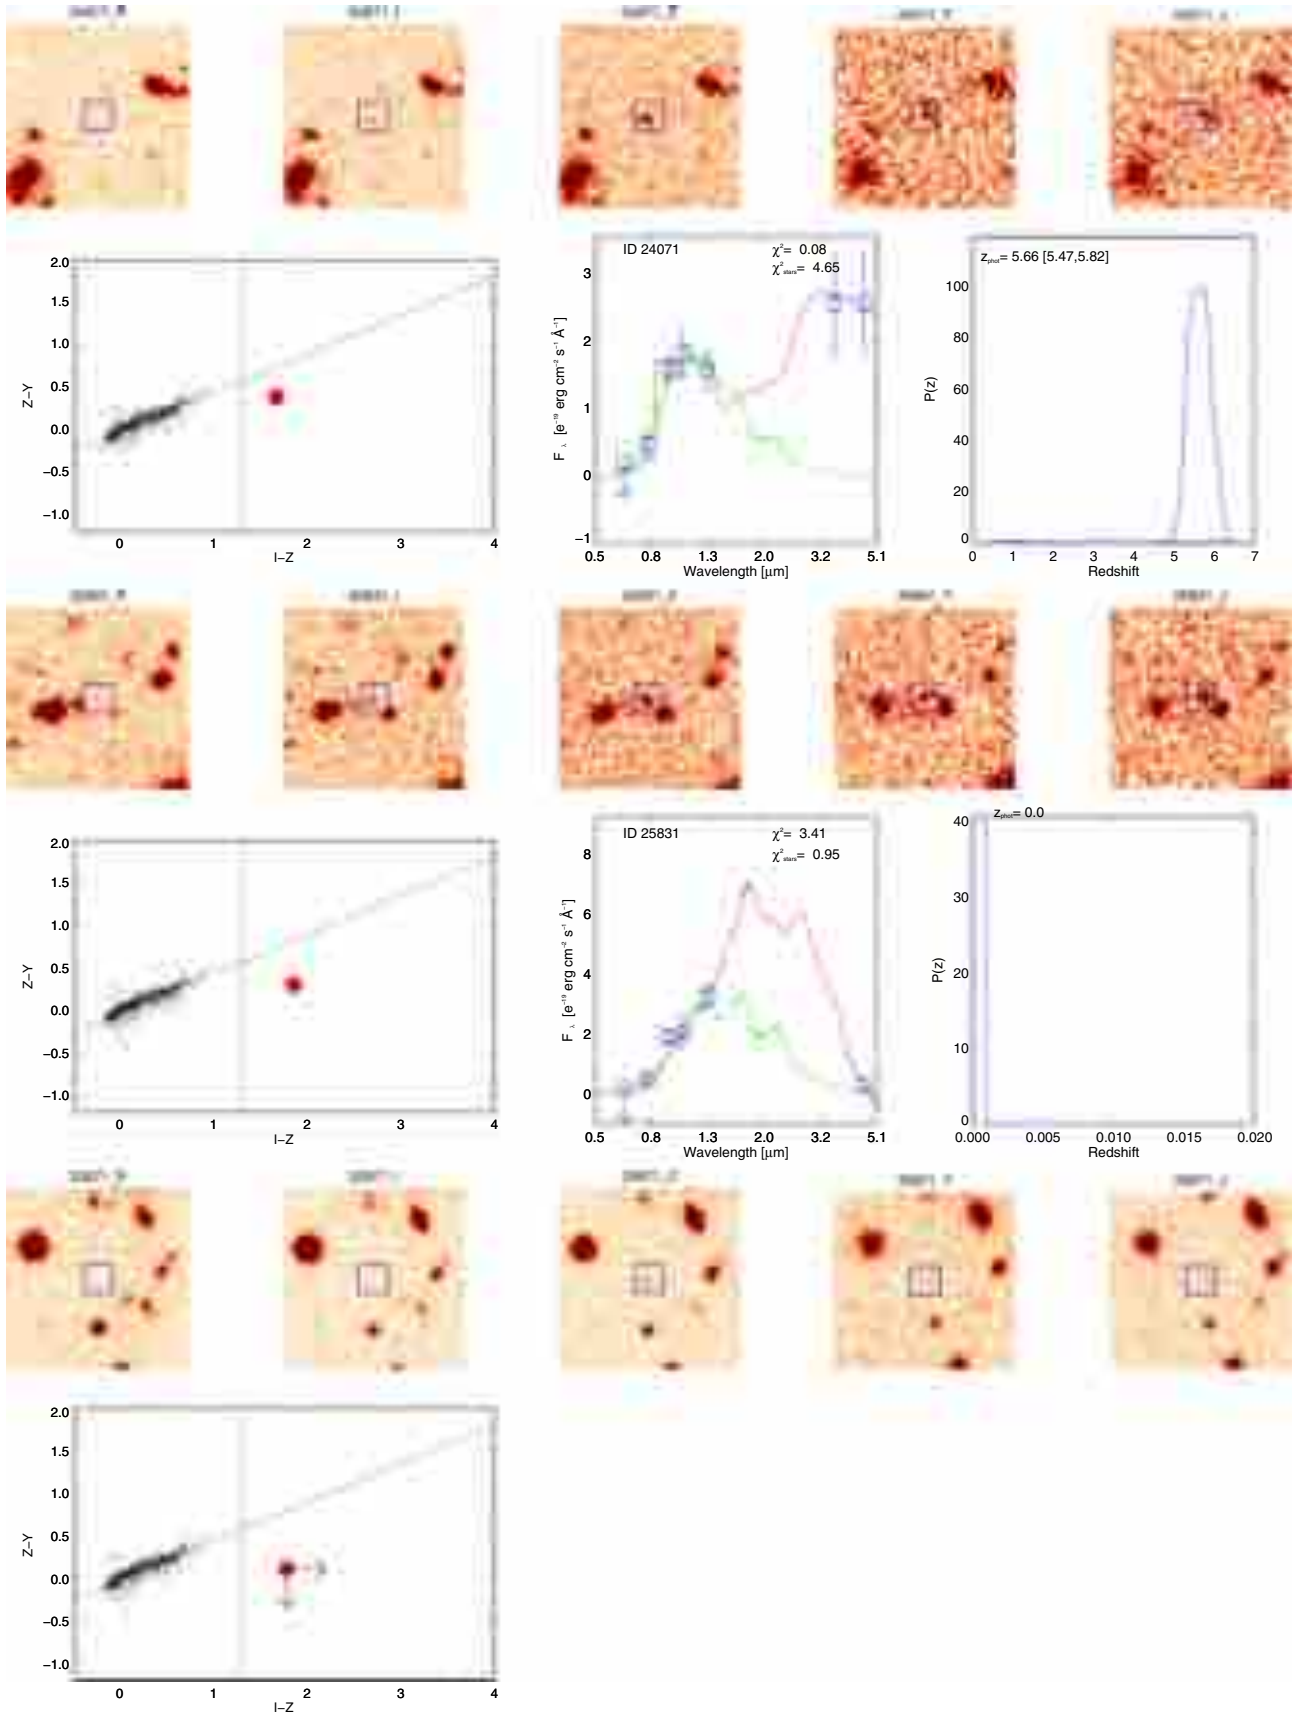 ID 24071
χ²= 0.08
χ²stars= 4.65
zphot= 5.66 [5.47,5.82]
2.0
1.5
1.0
0.5
0.0
−0.5
−1.0
Z−Y
0 1 2 3 4
I−Z
3
2
1
0
−1
F λ [e⁻¹⁹ erg cm⁻² s⁻¹ Å⁻¹]
0.5 0.8 1.3 2.0 3.2 5.1
Wavelength [μm]
100
80
60
40
20
0
P(z)
0 1 2 3 4 5 6 7
Redshift
ID 25831
χ²= 3.41
χ²stars= 0.95
zphot= 0.0
2.0
1.5
1.0
0.5
0.0
−0.5
−1.0
Z−Y
0 1 2 3 4
I−Z
8
6
4
2
0
F λ [e⁻¹⁹ erg cm⁻² s⁻¹ Å⁻¹]
0.5 0.8 1.3 2.0 3.2 5.1
Wavelength [μm]
40
30
20
10
0
P(z)
0.000 0.005 0.010 0.015 0.020
Redshift
2.0
1.5
1.0
0.5
0.0
−0.5
−1.0
Z−Y
0 1 2 3 4
I−Z